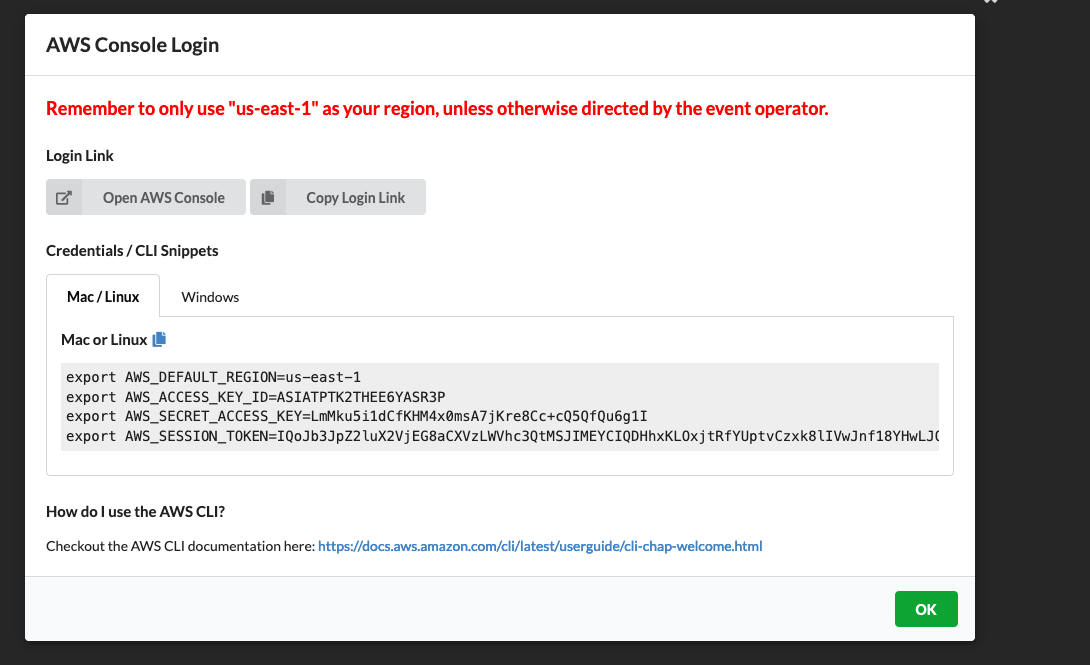 AWS Console Login
Remember to only use "us-east-1" as your region, unless otherwise directed by the event operator.
Login Link
Open AWS Console
Copy Login Link
Credentials / CLI Snippets
Mac / Linux
Windows
Mac or Linux
export AWS_DEFAULT_REGION=us-east-1
export AWS_ACCESS_KEY_ID=ASIATPTK2THEE6YASR3P
export AWS_SECRET_ACCESS_KEY=LmMku5i1dCfKHM4x0msA7jKre8Cc+cQ5QfQu6g1I
export AWS_SESSION_TOKEN=IQoJb3JpZ2luX2VjEG8aCXVzLWVhc3QtMSJIMEYCIQDHhxKLOxjtRfYUptvCzxk8lIVwJnf18YHwLJ
How do I use the AWS CLI?
Checkout the AWS CLI documentation here: https://docs.aws.amazon.com/cli/latest/userguide/cli-chap-welcome.html
OK